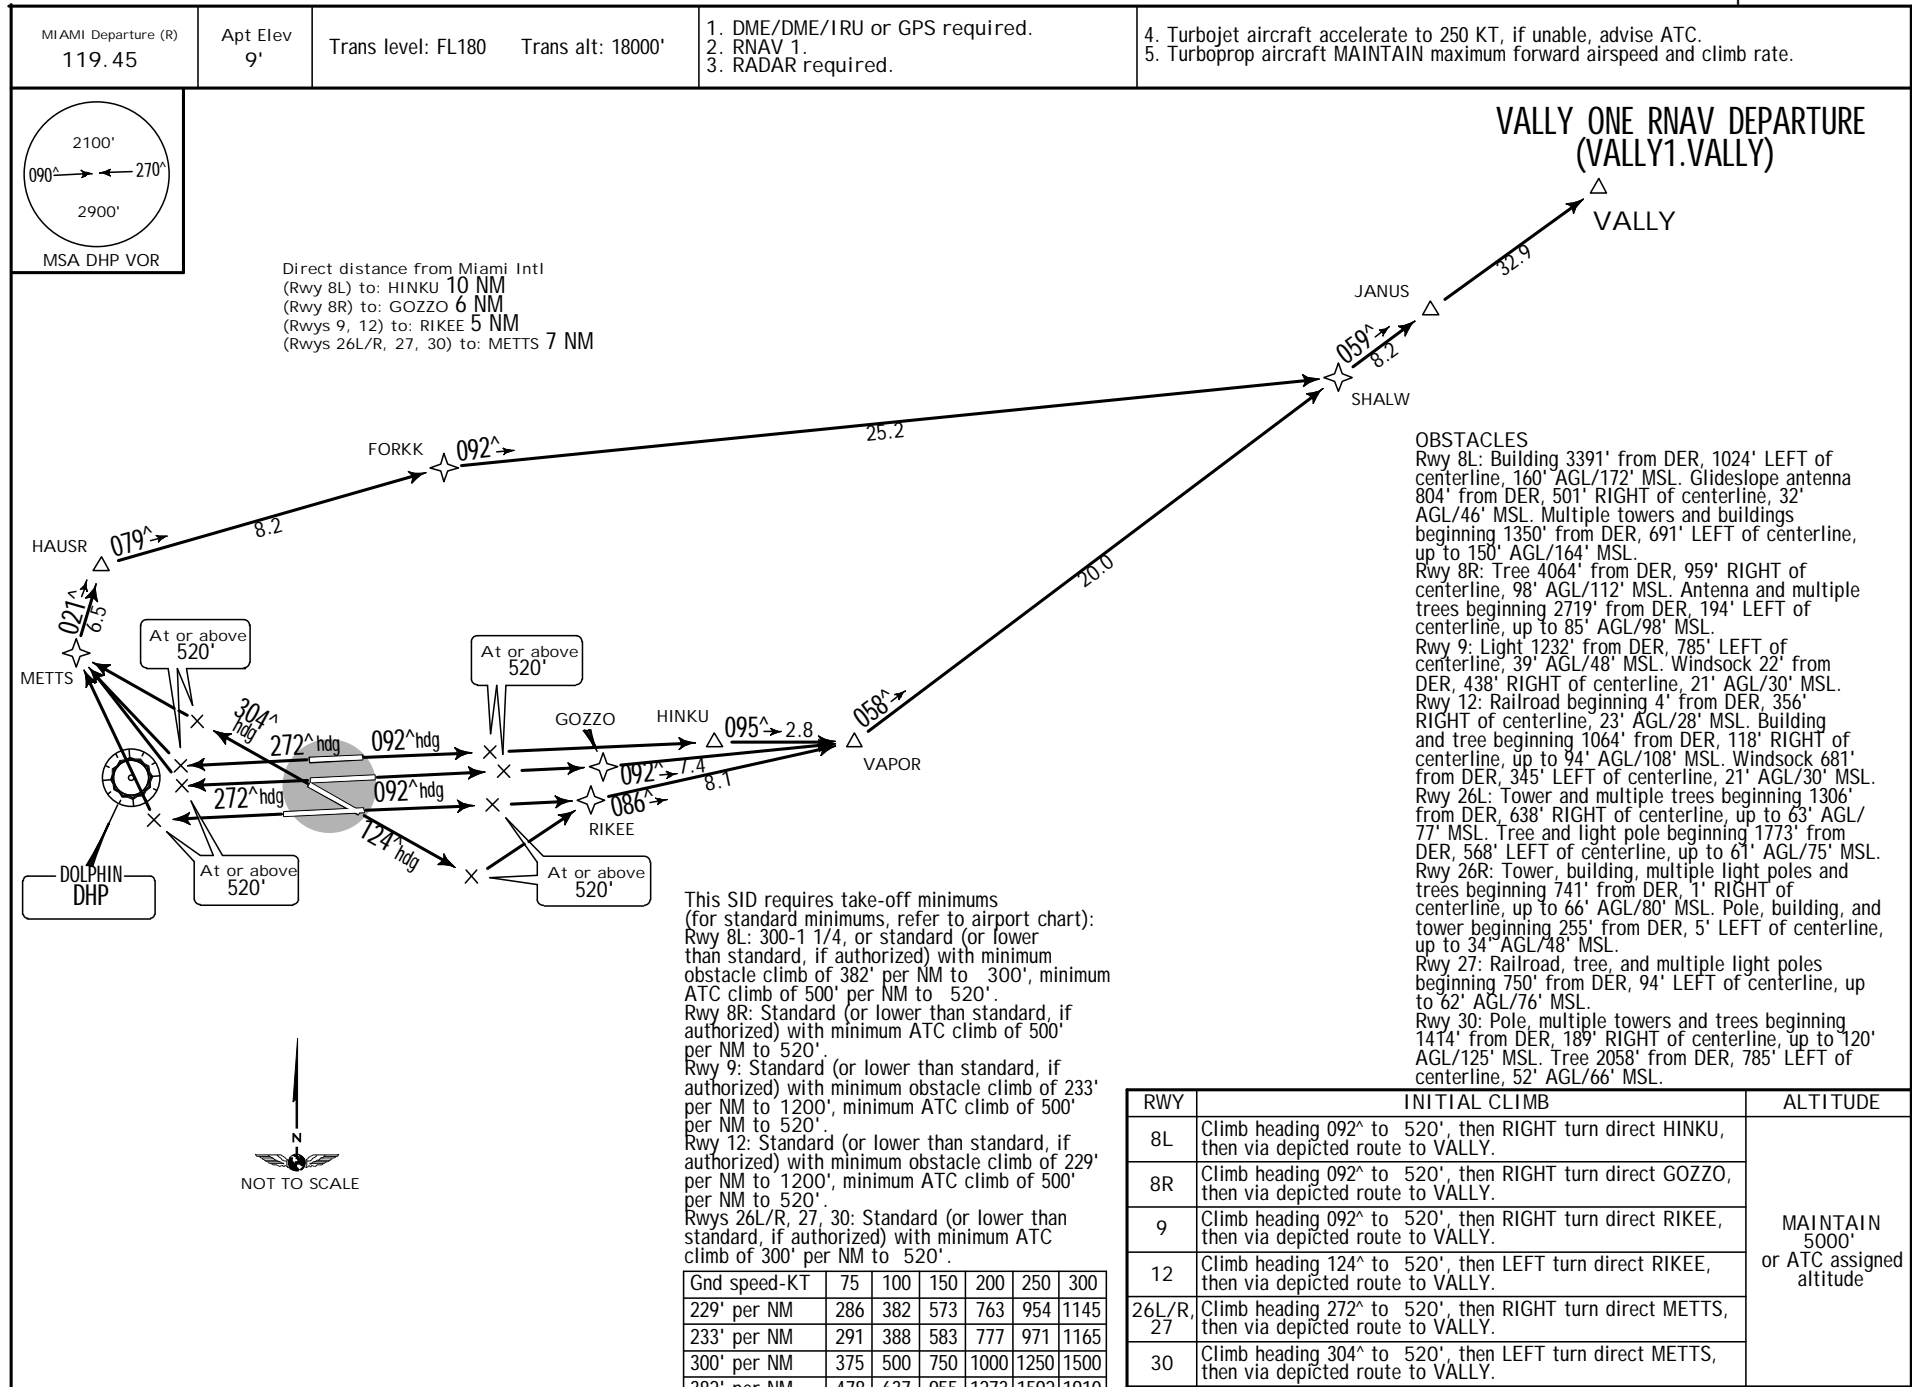 MIAMI Departure (R)
119.45
Apt Elev
9'
Trans level: FL180 Trans alt: 18000'
1. DME/DME/IRU or GPS required.
2. RNAV 1.
3. RADAR required.
4. Turbojet aircraft accelerate to 250 KT, if unable, advise ATC.
5. Turboprop aircraft MAINTAIN maximum forward airspeed and climb rate.
2100'
090^ 270^
2900'
MSA DHP VOR
VALLY ONE RNAV DEPARTURE
(VALLY1.VALLY)
VALLY
32.9
JANUS
059^
8.2
SHALW
Direct distance from Miami Intl
(Rwy 8L) to: HINKU 10 NM
(Rwy 8R) to: GOZZO 6 NM
(Rwys 9, 12) to: RIKEE 5 NM
(Rwys 26L/R, 27, 30) to: METTS 7 NM
FORKK 092^
25.2
HAUSR 079^
8.2
021^
6.5
METTS
20.0
At or above
520'
At or above
520'
304^
hdg
272^hdg
092^hdg
GOZZO
HINKU
095^ 2.8
058^
VAPOR
092^ 7.4
8.1
086^
272^hdg
092^hdg
RIKEE
124^hdg
DOLPHIN
DHP
At or above
520'
At or above
520'
OBSTACLES
Rwy 8L: Building 3391' from DER, 1024' LEFT of
centerline, 160' AGL/172' MSL. Glideslope antenna
804' from DER, 501' RIGHT of centerline, 32'
AGL/46' MSL. Multiple towers and buildings
beginning 1350' from DER, 691' LEFT of centerline,
up to 150' AGL/164' MSL.
Rwy 8R: Tree 4064' from DER, 959' RIGHT of
centerline, 98' AGL/112' MSL. Antenna and multiple
trees beginning 2719' from DER, 194' LEFT of
centerline, up to 85' AGL/98' MSL.
Rwy 9: Light 1232' from DER, 785' LEFT of
centerline, 39' AGL/48' MSL. Windsock 22' from
DER, 438' RIGHT of centerline, 21' AGL/30' MSL.
Rwy 12: Railroad beginning 4' from DER, 356'
RIGHT of centerline, 23' AGL/28' MSL. Building
and tree beginning 1064' from DER, 118' RIGHT of
centerline, up to 94' AGL/108' MSL. Windsock 681'
from DER, 345' LEFT of centerline, 21' AGL/30' MSL.
Rwy 26L: Tower and multiple trees beginning 1306'
from DER, 638' RIGHT of centerline, up to 63' AGL/
77' MSL. Tree and light pole beginning 1773' from
DER, 568' LEFT of centerline, up to 61' AGL/75' MSL.
Rwy 26R: Tower, building, multiple light poles and
trees beginning 741' from DER, 1' RIGHT of
centerline, up to 66' AGL/80' MSL. Pole, building, and
tower beginning 255' from DER, 5' LEFT of centerline,
up to 34' AGL/48' MSL.
Rwy 27: Railroad, tree, and multiple light poles
beginning 750' from DER, 94' LEFT of centerline, up
to 62' AGL/76' MSL.
Rwy 30: Pole, multiple towers and trees beginning
1414' from DER, 189' RIGHT of centerline, up to 120'
AGL/125' MSL. Tree 2058' from DER, 785' LEFT of
centerline, 52' AGL/66' MSL.
This SID requires take-off minimums
(for standard minimums, refer to airport chart):
Rwy 8L: 300-1 1/4, or standard (or lower
than standard, if authorized) with minimum
obstacle climb of 382' per NM to 300', minimum
ATC climb of 500' per NM to 520'.
Rwy 8R: Standard (or lower than standard, if
authorized) with minimum ATC climb of 500'
per NM to 520'.
Rwy 9: Standard (or lower than standard, if
authorized) with minimum obstacle climb of 233'
per NM to 1200', minimum ATC climb of 500'
per NM to 520'.
Rwy 12: Standard (or lower than standard, if
authorized) with minimum obstacle climb of 229'
per NM to 1200', minimum ATC climb of 500'
per NM to 520'.
Rwys 26L/R, 27, 30: Standard (or lower than
standard, if authorized) with minimum ATC
climb of 300' per NM to 520'.
N
NOT TO SCALE
Gnd speed-KT 75 100 150 200 250 300
229' per NM 286 382 573 763 954 1145
233' per NM 291 388 583 777 971 1165
300' per NM 375 500 750 1000 1250 1500
382' per NM 478 637 955 1273 1592 1910
RWY INITIAL CLIMB ALTITUDE
8L Climb heading 092^ to 520', then RIGHT turn direct HINKU,
then via depicted route to VALLY.
8R Climb heading 092^ to 520', then RIGHT turn direct GOZZO,
then via depicted route to VALLY.
9 Climb heading 092^ to 520', then RIGHT turn direct RIKEE,
then via depicted route to VALLY.
12 Climb heading 124^ to 520', then LEFT turn direct RIKEE,
then via depicted route to VALLY.
26L/R, 27 Climb heading 272^ to 520', then RIGHT turn direct METTS,
then via depicted route to VALLY.
30 Climb heading 304^ to 520', then LEFT turn direct METTS,
then via depicted route to VALLY.
MAINTAIN
5000'
or ATC assigned
altitude